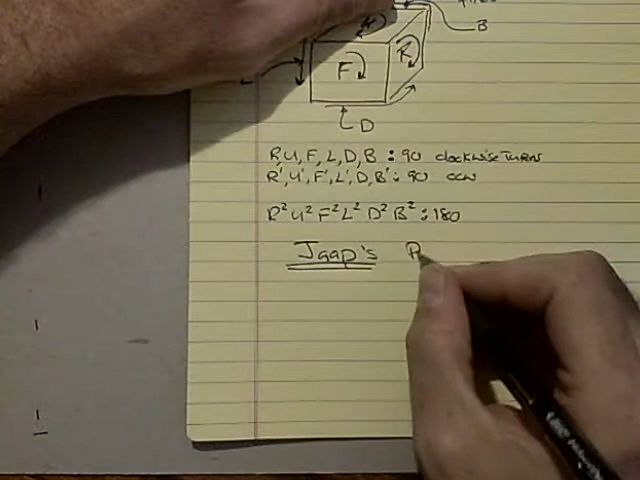 B
R
F
D
R, U, F, L, D, B : 90 clockwise turns
R', U', F', L', D, B' : 90 ccw
R² U² F² L² D² B² : 180
Jaap's P